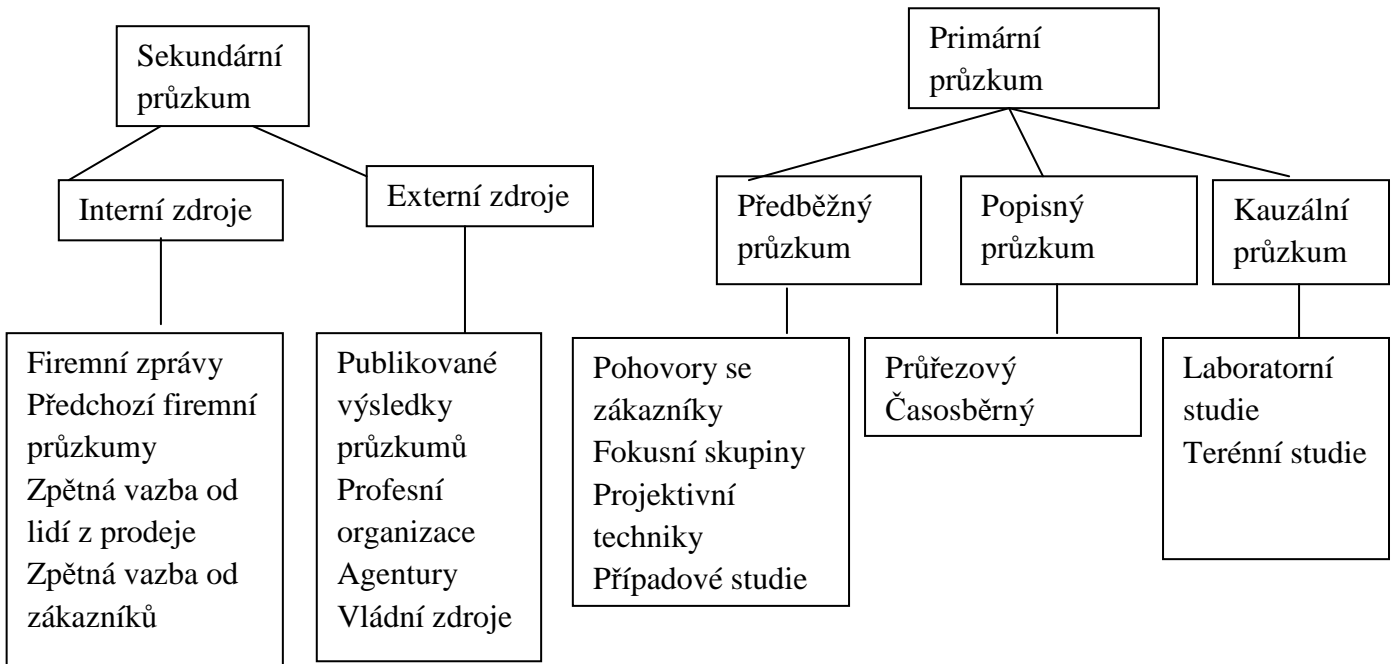 Sekundární
průzkum
Primární
průzkum
Interní zdroje
Externí zdroje
Předběžný
průzkum
Popisný
průzkum
Kauzální
průzkum
Firemní zprávy
Předchozí firemní
průzkumy
Zpětná vazba od
lidí z prodeje
Zpětná vazba od
zákazníků
Publikované
výsledky
průzkumů
Profesní
organizace
Agentury
Vládní zdroje
Pohovory se
zákazníky
Fokusní skupiny
Projektivní
techniky
Případové studie
Průřezový
Časosběrný
Laboratorní
studie
Terénní studie